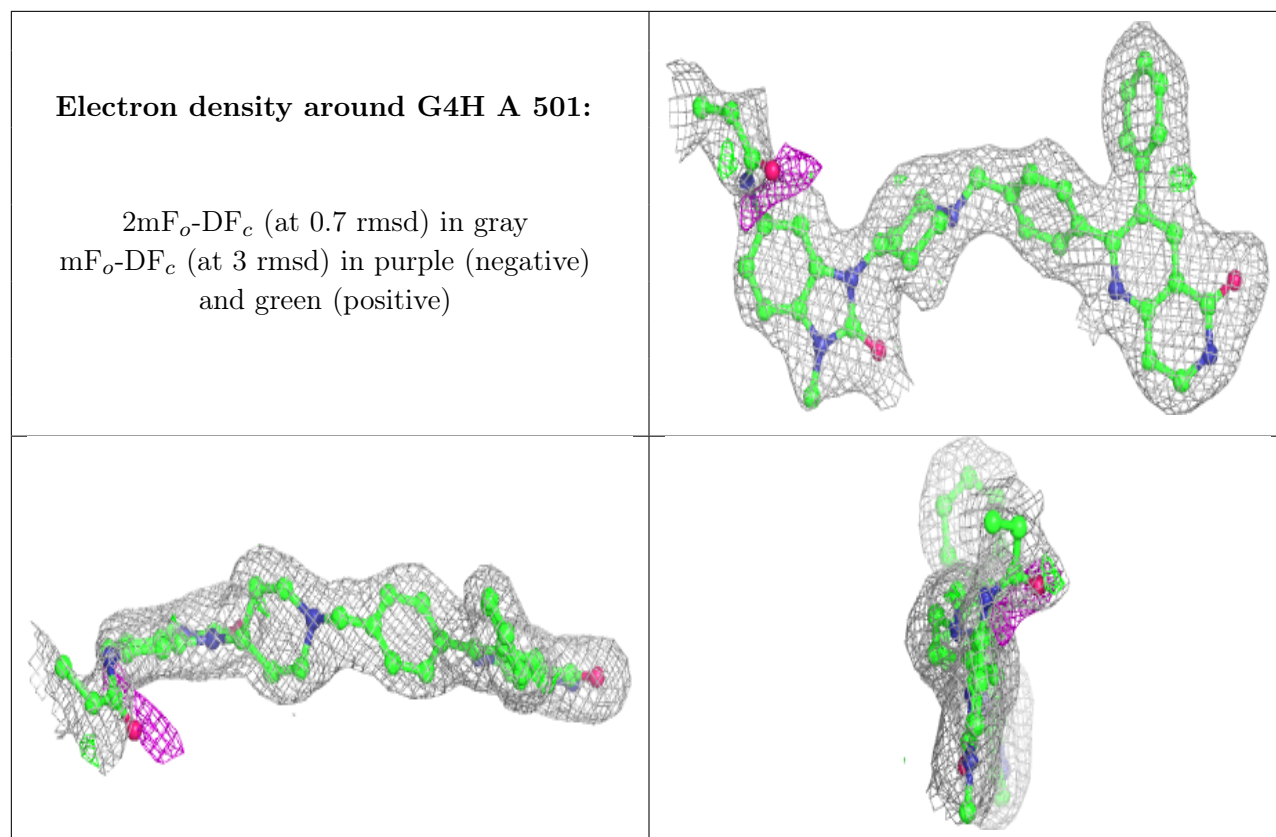 Electron density around G4H A 501:
2mFo-DFc (at 0.7 rmsd) in gray
mFo-DFc (at 3 rmsd) in purple (negative)
and green (positive)